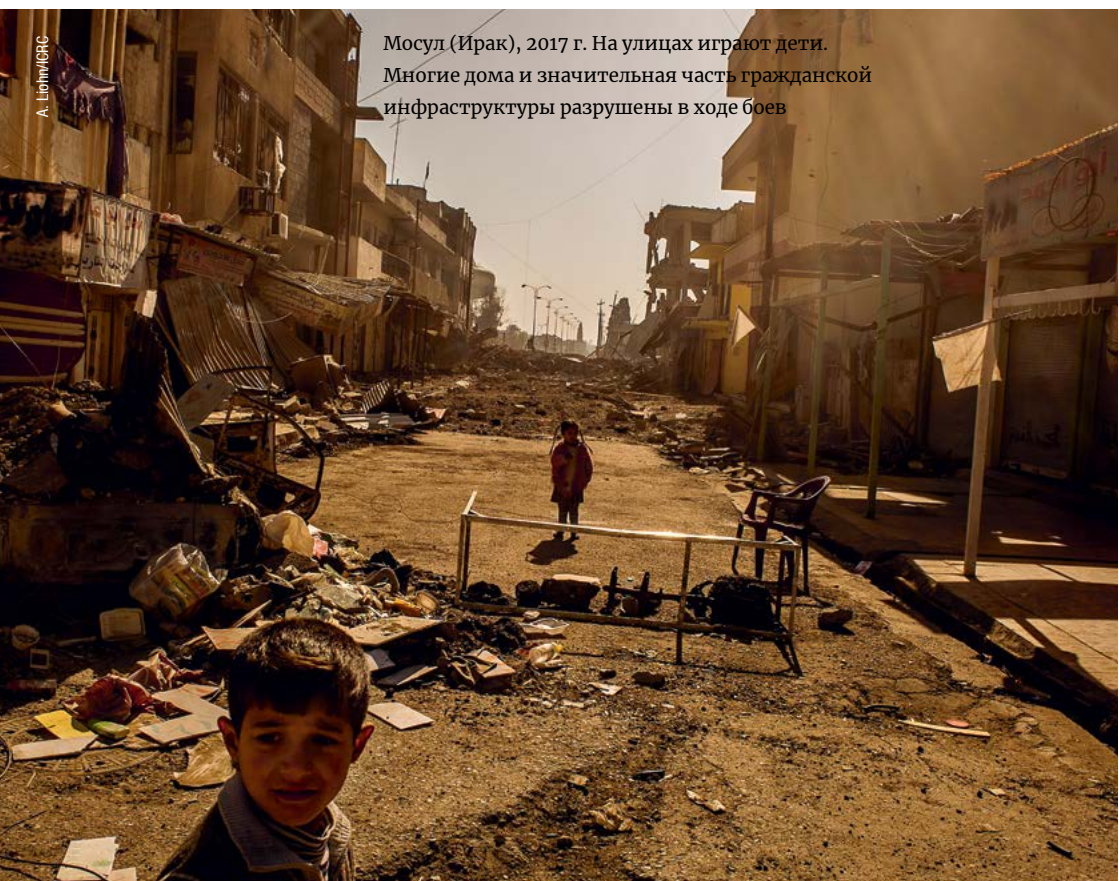 A. Liohn/ICRC
Мосул (Ирак), 2017 г. На улицах играют дети.
Многие дома и значительная часть гражданской
инфраструктуры разрушены в ходе боев